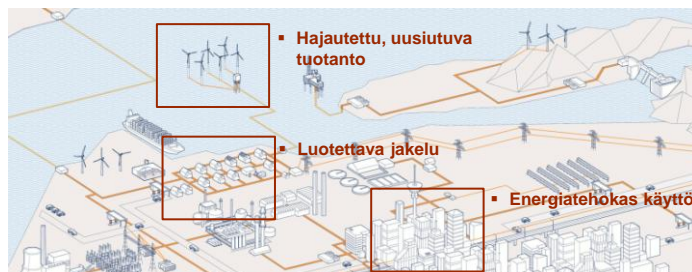 ▪ Hajautettu, uusiutuva
tuotanto
▪ Luotettava jakelu
▪ Energiatehokas käyttö